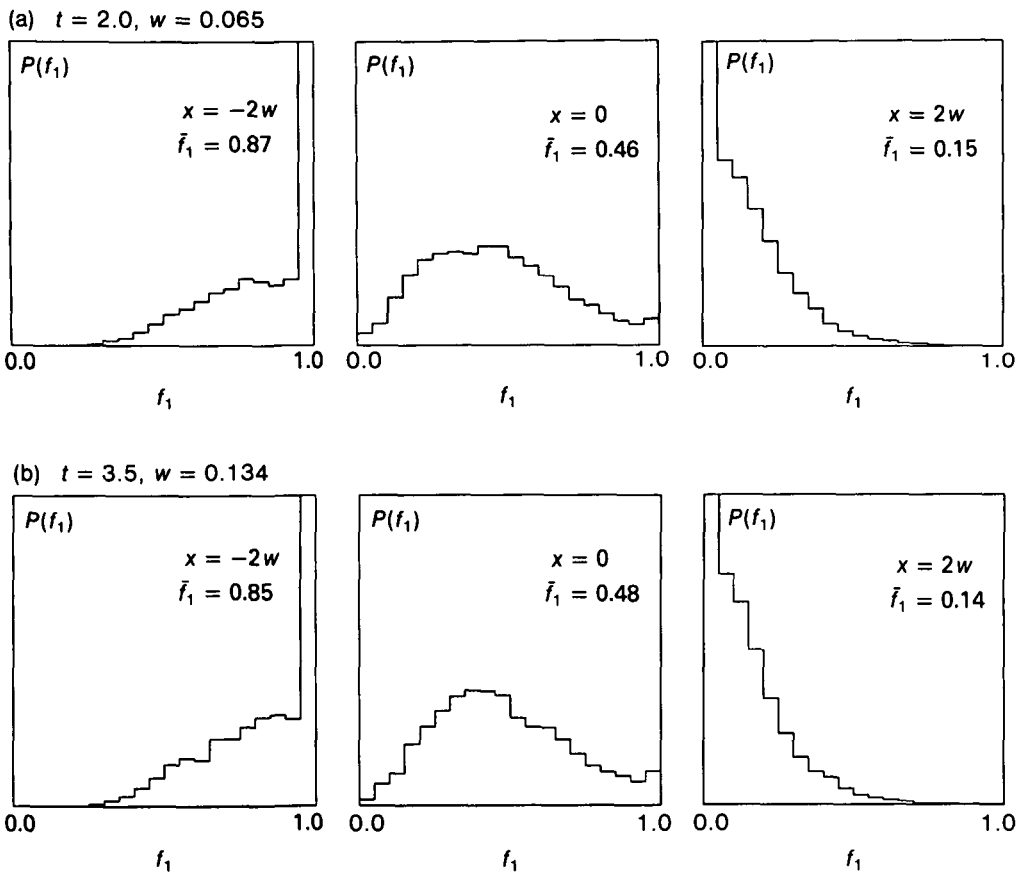 (a) t = 2.0, w = 0.065
P(f₁)
x = −2w
f̄₁ = 0.87
0.0 1.0
f₁
P(f₁)
x = 0
f̄₁ = 0.46
0.0 1.0
f₁
P(f₁)
x = 2w
f̄₁ = 0.15
0.0 1.0
f₁
(b) t = 3.5, w = 0.134
P(f₁)
x = −2w
f̄₁ = 0.85
0.0 1.0
f₁
P(f₁)
x = 0
f̄₁ = 0.48
0.0 1.0
f₁
P(f₁)
x = 2w
f̄₁ = 0.14
0.0 1.0
f₁